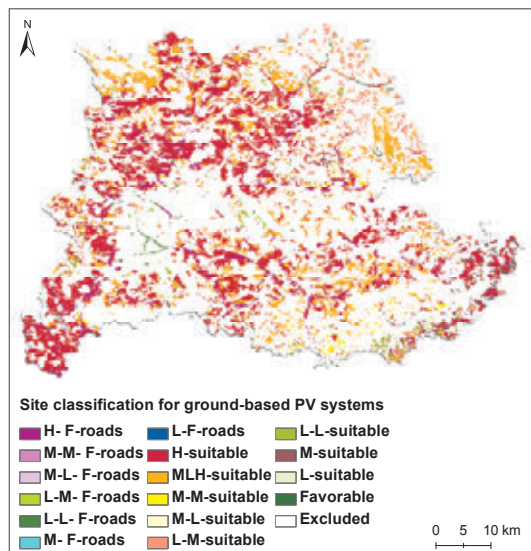 N
Site classification for ground-based PV systems
H- F-roads L-F-roads L-L-suitable
M-M- F-roads H-suitable M-suitable
M-L- F-roads MLH-suitable L-suitable
L-M- F-roads M-M-suitable Favorable
L-L- F-roads M-L-suitable Excluded
M- F-roads L-M-suitable
0 5 10 km